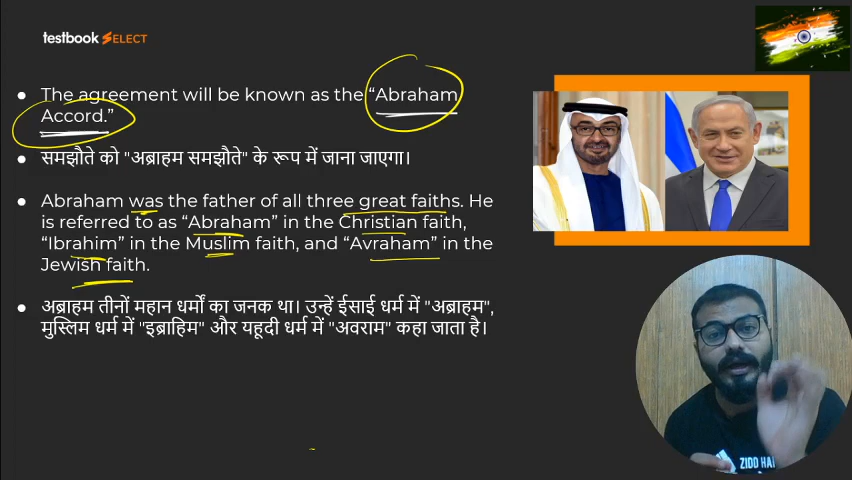 testbook SELECT
The agreement will be known as the “Abraham
Accord.”
समझौते को "अब्राहम समझौते" के रूप में जाना जाएगा।
Abraham was the father of all three great faiths. He
is referred to as “Abraham” in the Christian faith,
“Ibrahim” in the Muslim faith, and “Avraham” in the
Jewish faith.
अब्राहम तीनों महान धर्मों का जनक था। उन्हें ईसाई धर्म में "अब्राहम",
मुस्लिम धर्म में "इब्राहिम" और यहूदी धर्म में "अवराम" कहा जाता है।
ZIDD